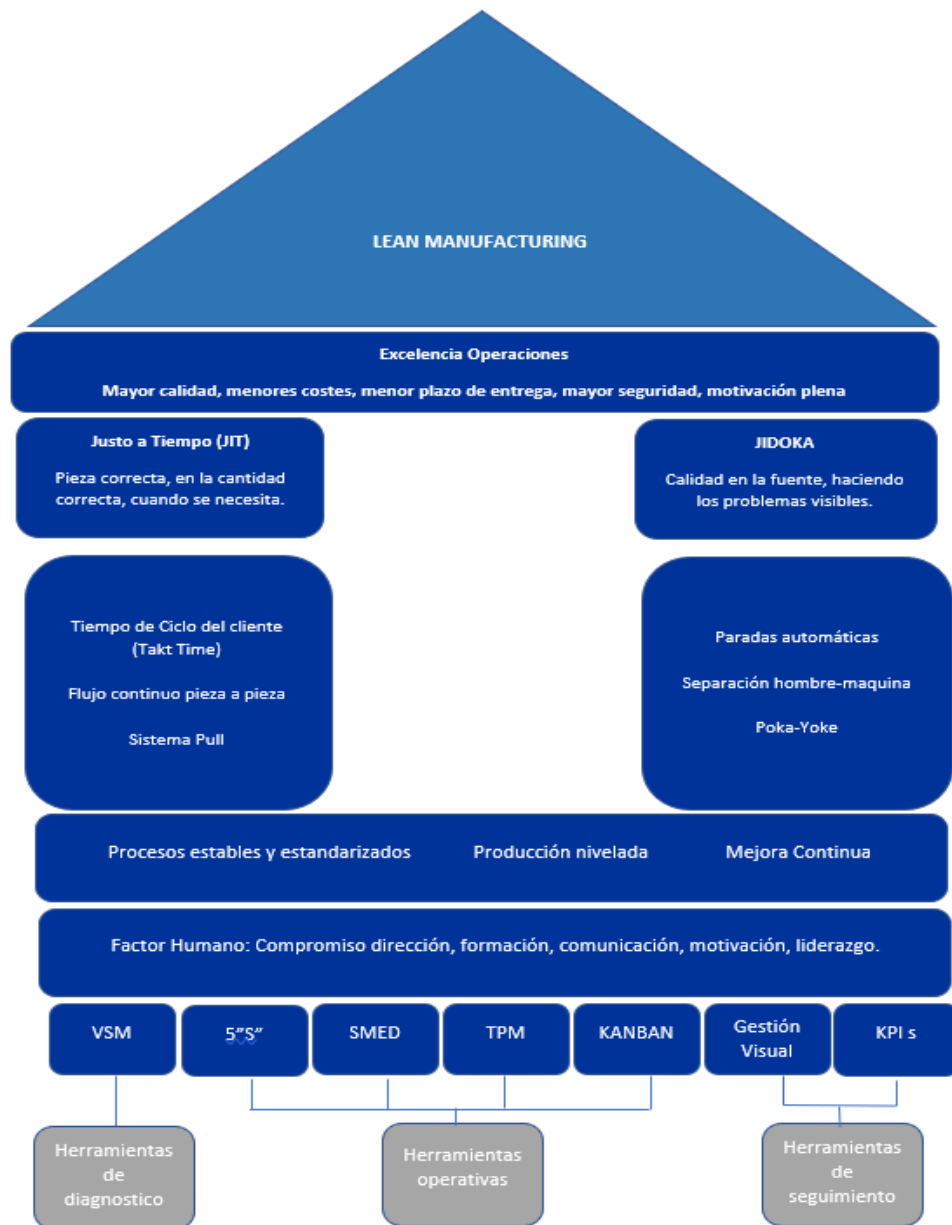 LEAN MANUFACTURING
Excelencia Operaciones
Mayor calidad, menores costes, menor plazo de entrega, mayor seguridad, motivación plena
Justo a Tiempo (JIT)
Pieza correcta, en la cantidad
correcta, cuando se necesita.
JIDOKA
Calidad en la fuente, haciendo
los problemas visibles.
Tiempo de Ciclo del cliente
(Takt Time)
Flujo continuo pieza a pieza
Sistema Pull
Paradas automáticas
Separación hombre-maquina
Poka-Yoke
Procesos estables y estandarizados Producción nivelada Mejora Continua
Factor Humano: Compromiso dirección, formación, comunicación, motivación, liderazgo.
VSM
5”S”
SMED
TPM
KANBAN
Gestión
Visual
KPI s
Herramientas
de
diagnostico
Herramientas
operativas
Herramientas
de
seguimiento